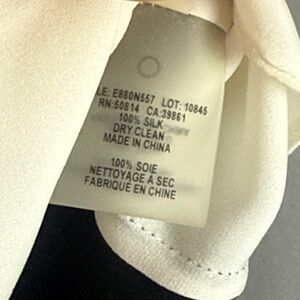 LE: E880N557 LOT: 10845
RN:50814 CA:39861
100% SILK
DRY CLEAN
MADE IN CHINA
100% SOIE
NETTOYAGE À SEC
FABRIQUÉ EN CHINE